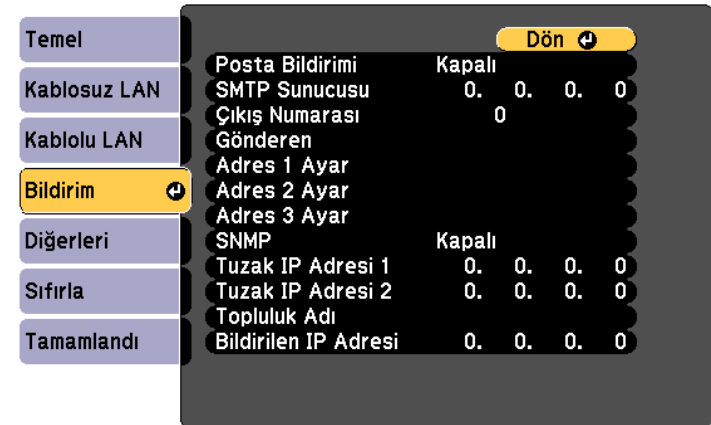 Temel
Kablosuz LAN
Kablolu LAN
Bildirim
Diğerleri
Sıfırla
Tamamlandı
Dön
Posta Bildirimi Kapalı
SMTP Sunucusu 0. 0. 0. 0
Çıkış Numarası 0
Gönderen
Adres 1 Ayar
Adres 2 Ayar
Adres 3 Ayar
SNMP Kapalı
Tuzak IP Adresi 1 0. 0. 0. 0
Tuzak IP Adresi 2 0. 0. 0. 0
Topluluk Adı
Bildirilen IP Adresi 0. 0. 0. 0